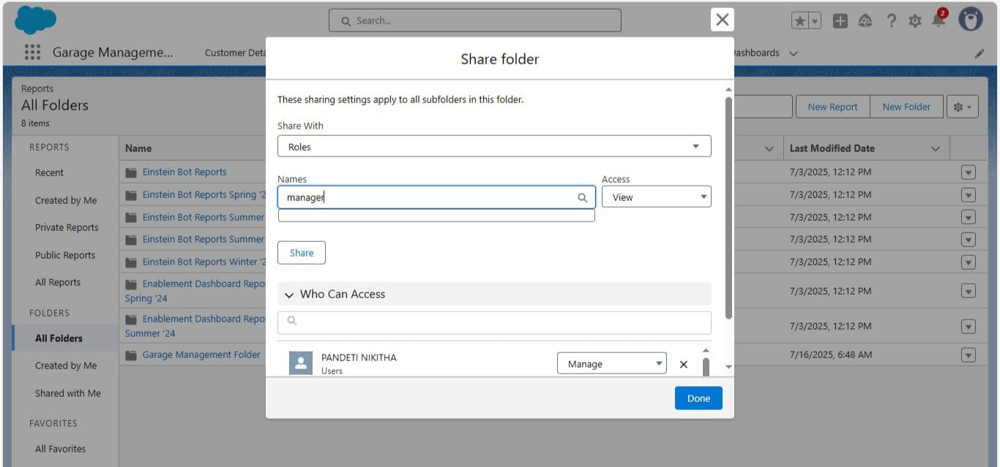 Search...
2
Garage Manageme...
Customer Deta
Dashboards
Share folder
Reports
All Folders
8 items
New Report
New Folder
These sharing settings apply to all subfolders in this folder.
Share With
Roles
Names
Access
manager
View
Share
Who Can Access
PANDETI NIKITHA
Users
Manage
Done
REPORTS
Recent
Created by Me
Private Reports
Public Reports
All Reports
FOLDERS
All Folders
Created by Me
Shared with Me
FAVORITES
All Favorites
Name
Last Modified Date
Einstein Bot Reports
7/3/2025, 12:12 PM
Einstein Bot Reports Spring '2
7/3/2025, 12:12 PM
Einstein Bot Reports Summer
7/3/2025, 12:12 PM
Einstein Bot Reports Summer
7/3/2025, 12:12 PM
Einstein Bot Reports Winter '2
7/3/2025, 12:12 PM
Enablement Dashboard Repo
Spring '24
7/3/2025, 12:12 PM
Enablement Dashboard Repo
Summer '24
7/3/2025, 12:12 PM
Garage Management Folder
7/16/2025, 6:48 AM